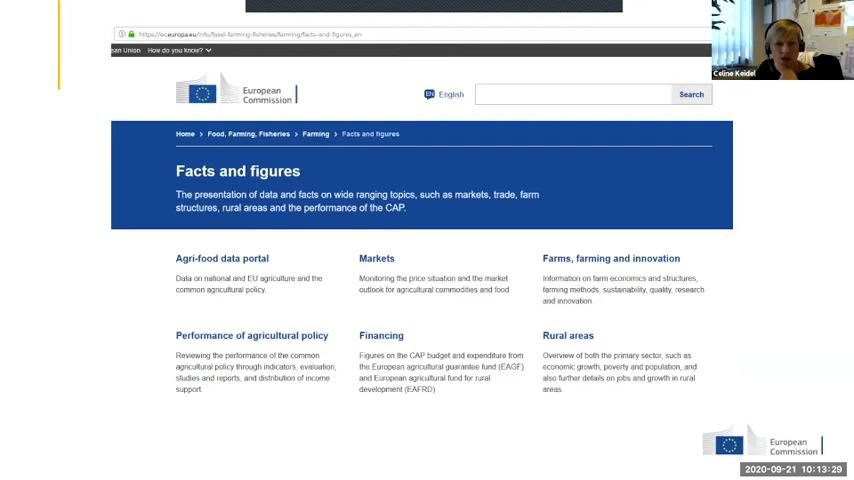 https://ec.europa.eu/info/food-farming-fisheries/farming/facts-and-figures_en
ean Union How do you know?
Celine Keidel
European
Commission
EN English
Search
Home > Food, Farming, Fisheries > Farming > Facts and figures
Facts and figures
The presentation of data and facts on wide ranging topics, such as markets, trade, farm
structures, rural areas and the performance of the CAP.
Agri-food data portal
Data on national and EU agriculture and the
common agricultural policy.
Markets
Monitoring the price situation and the market
outlook for agricultural commodities and food.
Farms, farming and innovation
Information on farm economics and structures,
farming methods, sustainability, quality, research
and innovation.
Performance of agricultural policy
Reviewing the performance of the common
agricultural policy through indicators, evaluation,
studies and reports, and distribution of income
support.
Financing
Figures on the CAP budget and expenditure from
the European agricultural guarantee fund (EAGF)
and European agricultural fund for rural
development (EAFRD)
Rural areas
Overview of both the primary sector, such as
economic growth, poverty and population, and
also further details on jobs and growth in rural
areas.
European
Commission
2020-09-21 10:13:29